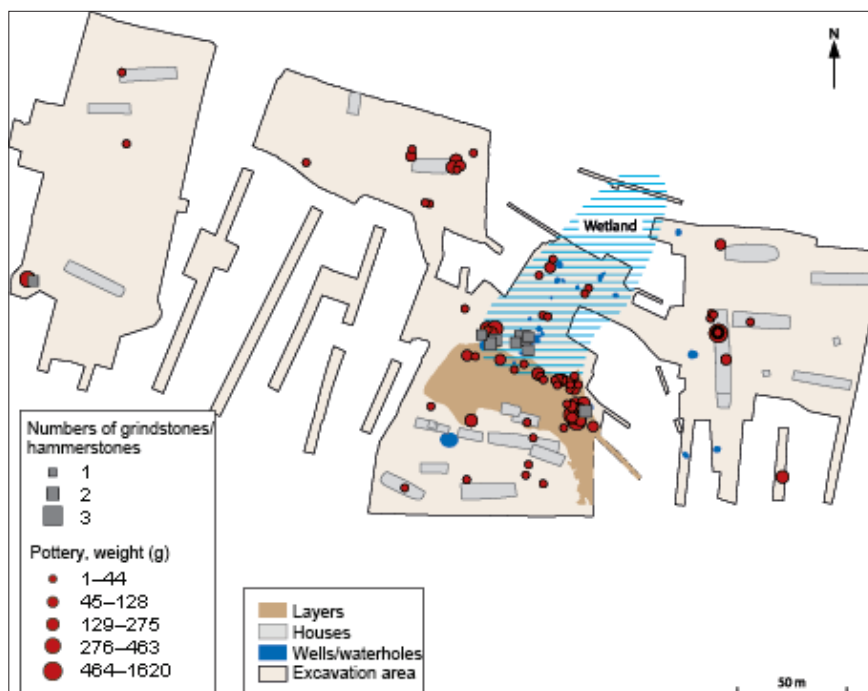 N
Wetland
Numbers of grindstones/
hammerstones
1
2
3
Pottery, weight (g)
1–44
45–128
129–275
276–463
464–1620
Layers
Houses
Wells/waterholes
Excavation area
50 m